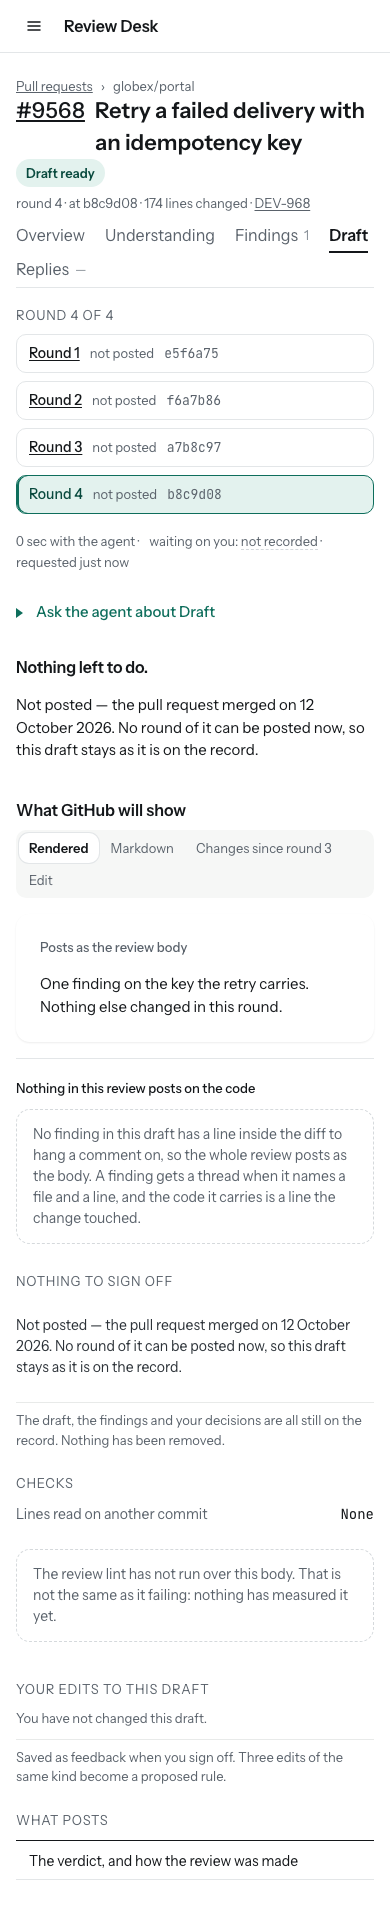 Review Desk
Pull requests › globex/portal
#9568 Retry a failed delivery with
an idempotency key
Draft ready
round 4 · at b8c9d08 · 174 lines changed · DEV-968
Overview Understanding Findings 1 Draft
Replies —
ROUND 4 OF 4
Round 1 not posted e5f6a75
Round 2 not posted f6a7b86
Round 3 not posted a7b8c97
Round 4 not posted b8c9d08
0 sec with the agent · waiting on you: not recorded ·
requested just now
Ask the agent about Draft
Nothing left to do.
Not posted — the pull request merged on 12
October 2026. No round of it can be posted now, so
this draft stays as it is on the record.
What GitHub will show
Rendered Markdown Changes since round 3
Edit
Posts as the review body
One finding on the key the retry carries.
Nothing else changed in this round.
Nothing in this review posts on the code
No finding in this draft has a line inside the diff to
hang a comment on, so the whole review posts as
the body. A finding gets a thread when it names a
file and a line, and the code it carries is a line the
change touched.
NOTHING TO SIGN OFF
Not posted — the pull request merged on 12 October
2026. No round of it can be posted now, so this draft
stays as it is on the record.
The draft, the findings and your decisions are all still on the
record. Nothing has been removed.
CHECKS
Lines read on another commit None
The review lint has not run over this body. That is
not the same as it failing: nothing has measured it
yet.
YOUR EDITS TO THIS DRAFT
You have not changed this draft.
Saved as feedback when you sign off. Three edits of the
same kind become a proposed rule.
WHAT POSTS
The verdict, and how the review was made